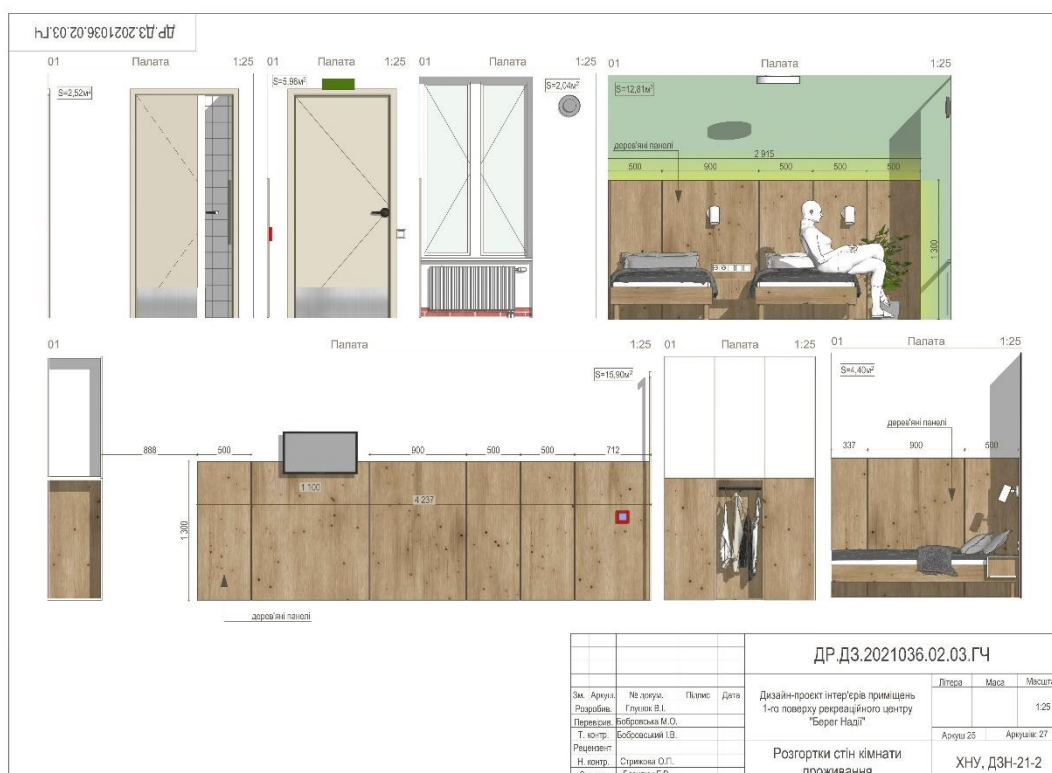 ДР.ДЗ.2021036.02.03.ГЧ
01 Палата 1:25
S=2,52м²
01 Палата 1:25
S=5,96м²
01 Палата 1:25
S=2,04м²
01 Палата 1:25
S=12,81м²
дерев'яні панелі
2 915
500 900 500 500 500
1 300
01 Палата 1:25
S=15,90м²
888 500 900 500 500 712
1 100
4 237
1 300
дерев'яні панелі
01 Палата 1:25
01 Палата 1:25
S=4,40м²
дерев'яні панелі
337 900 600
ДР.ДЗ.2021036.02.03.ГЧ
Зм. Аркуш. № докум. Підпис Дата
Розробив. Глушок В.І.
Перевірив. Бобровська М.О.
Т. контр. Бобровський І.В.
Рецензент
Н. контр. Стрижова О.Г.
Дизайн-проєкт інтер'єрів приміщень
1-го поверху рекреаційного центру
"Берег Надії"
Літера Маса Масшта
1:25
Аркуш 25 Аркушів: 27
Розгортки стін кімнати
проживання
ХНУ, ДЗН-21-2